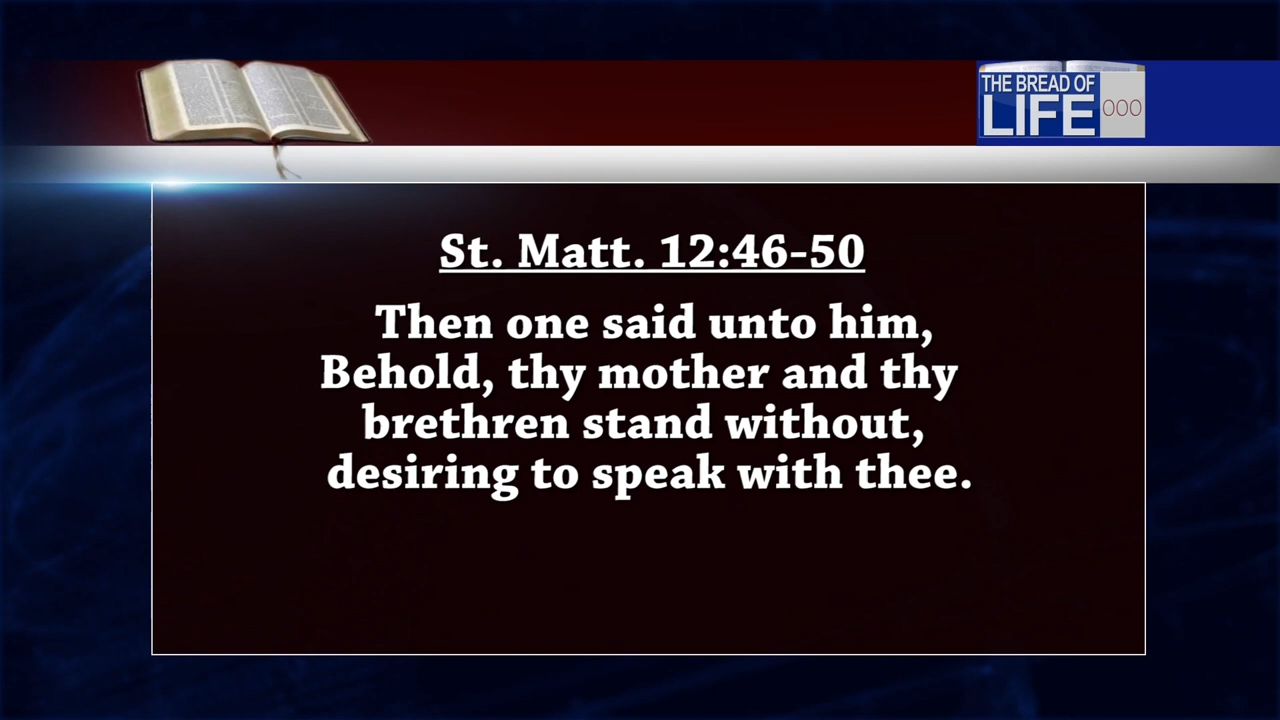 THE BREAD OF
LIFE 000
St. Matt. 12:46-50
Then one said unto him,
Behold, thy mother and thy
brethren stand without,
desiring to speak with thee.